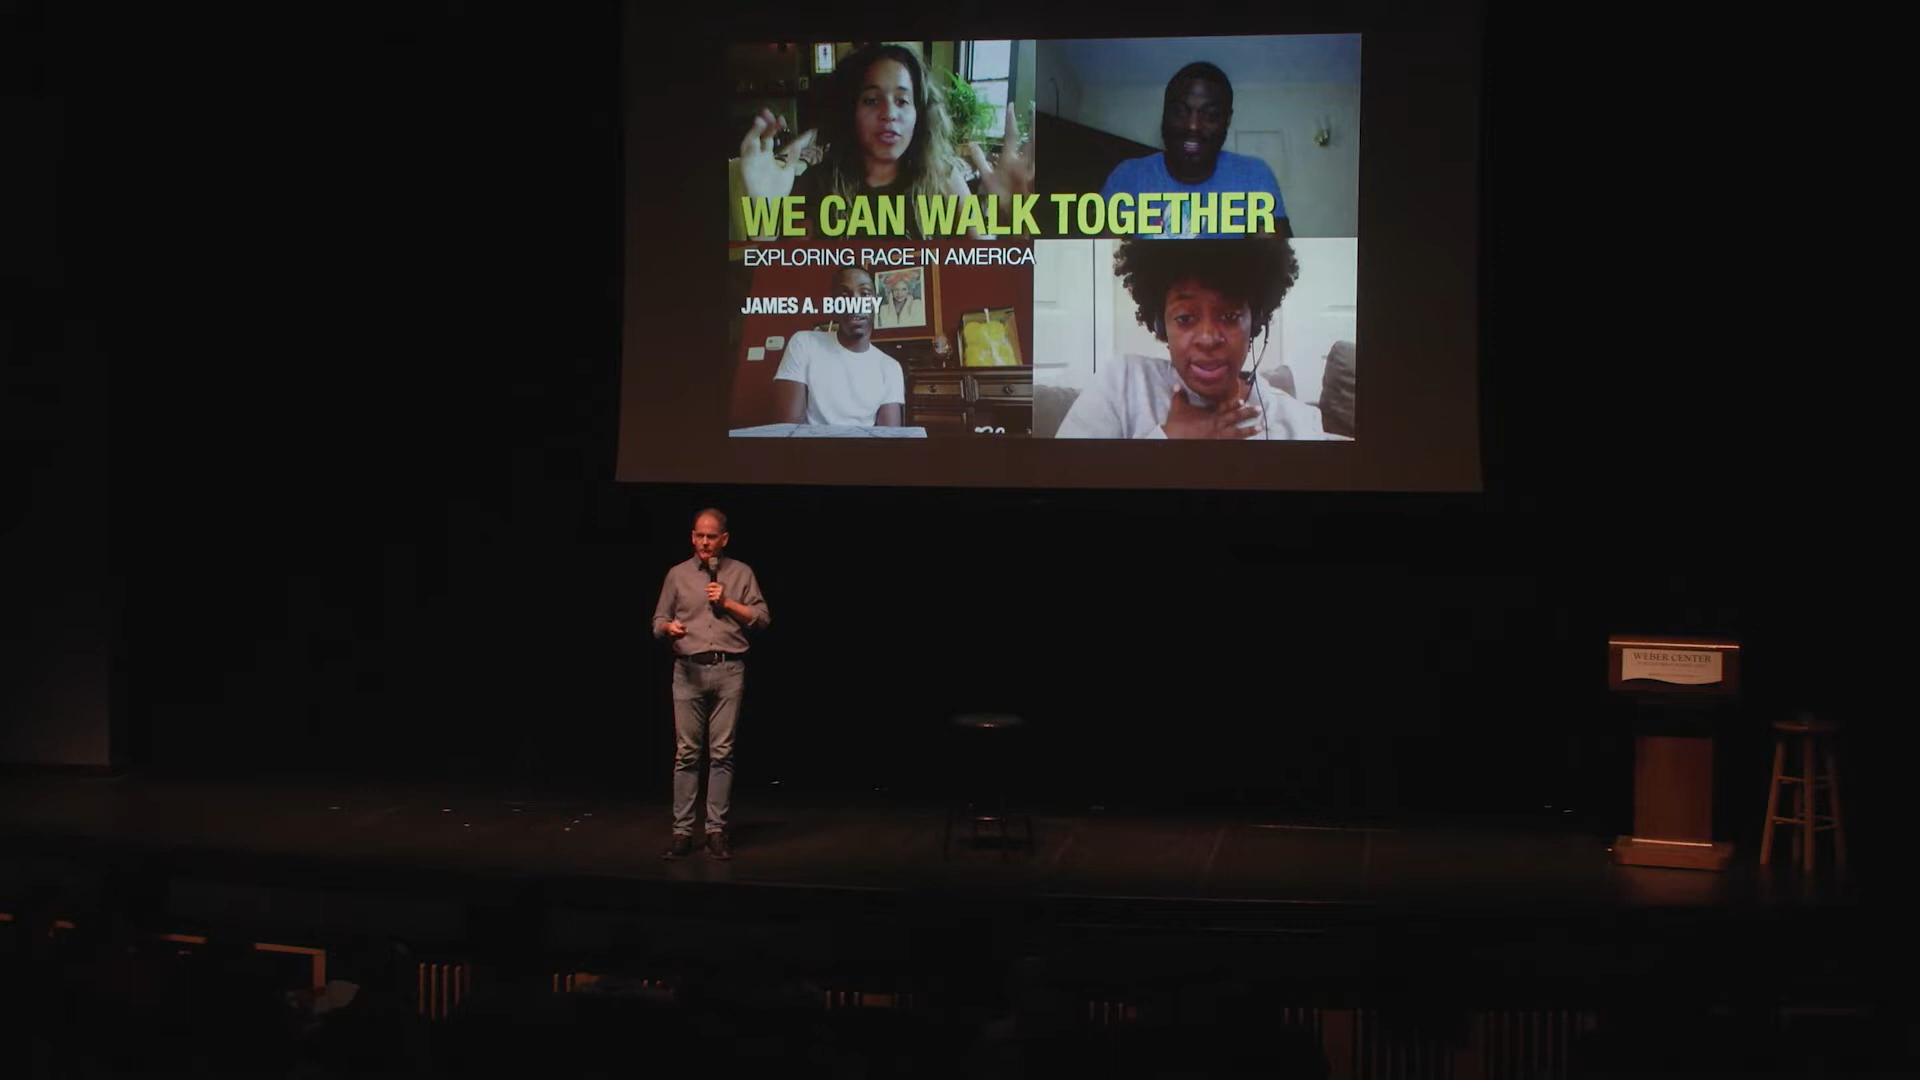 WE CAN WALK TOGETHER
EXPLORING RACE IN AMERICA
JAMES A. BOWEY
WEBER CENTER